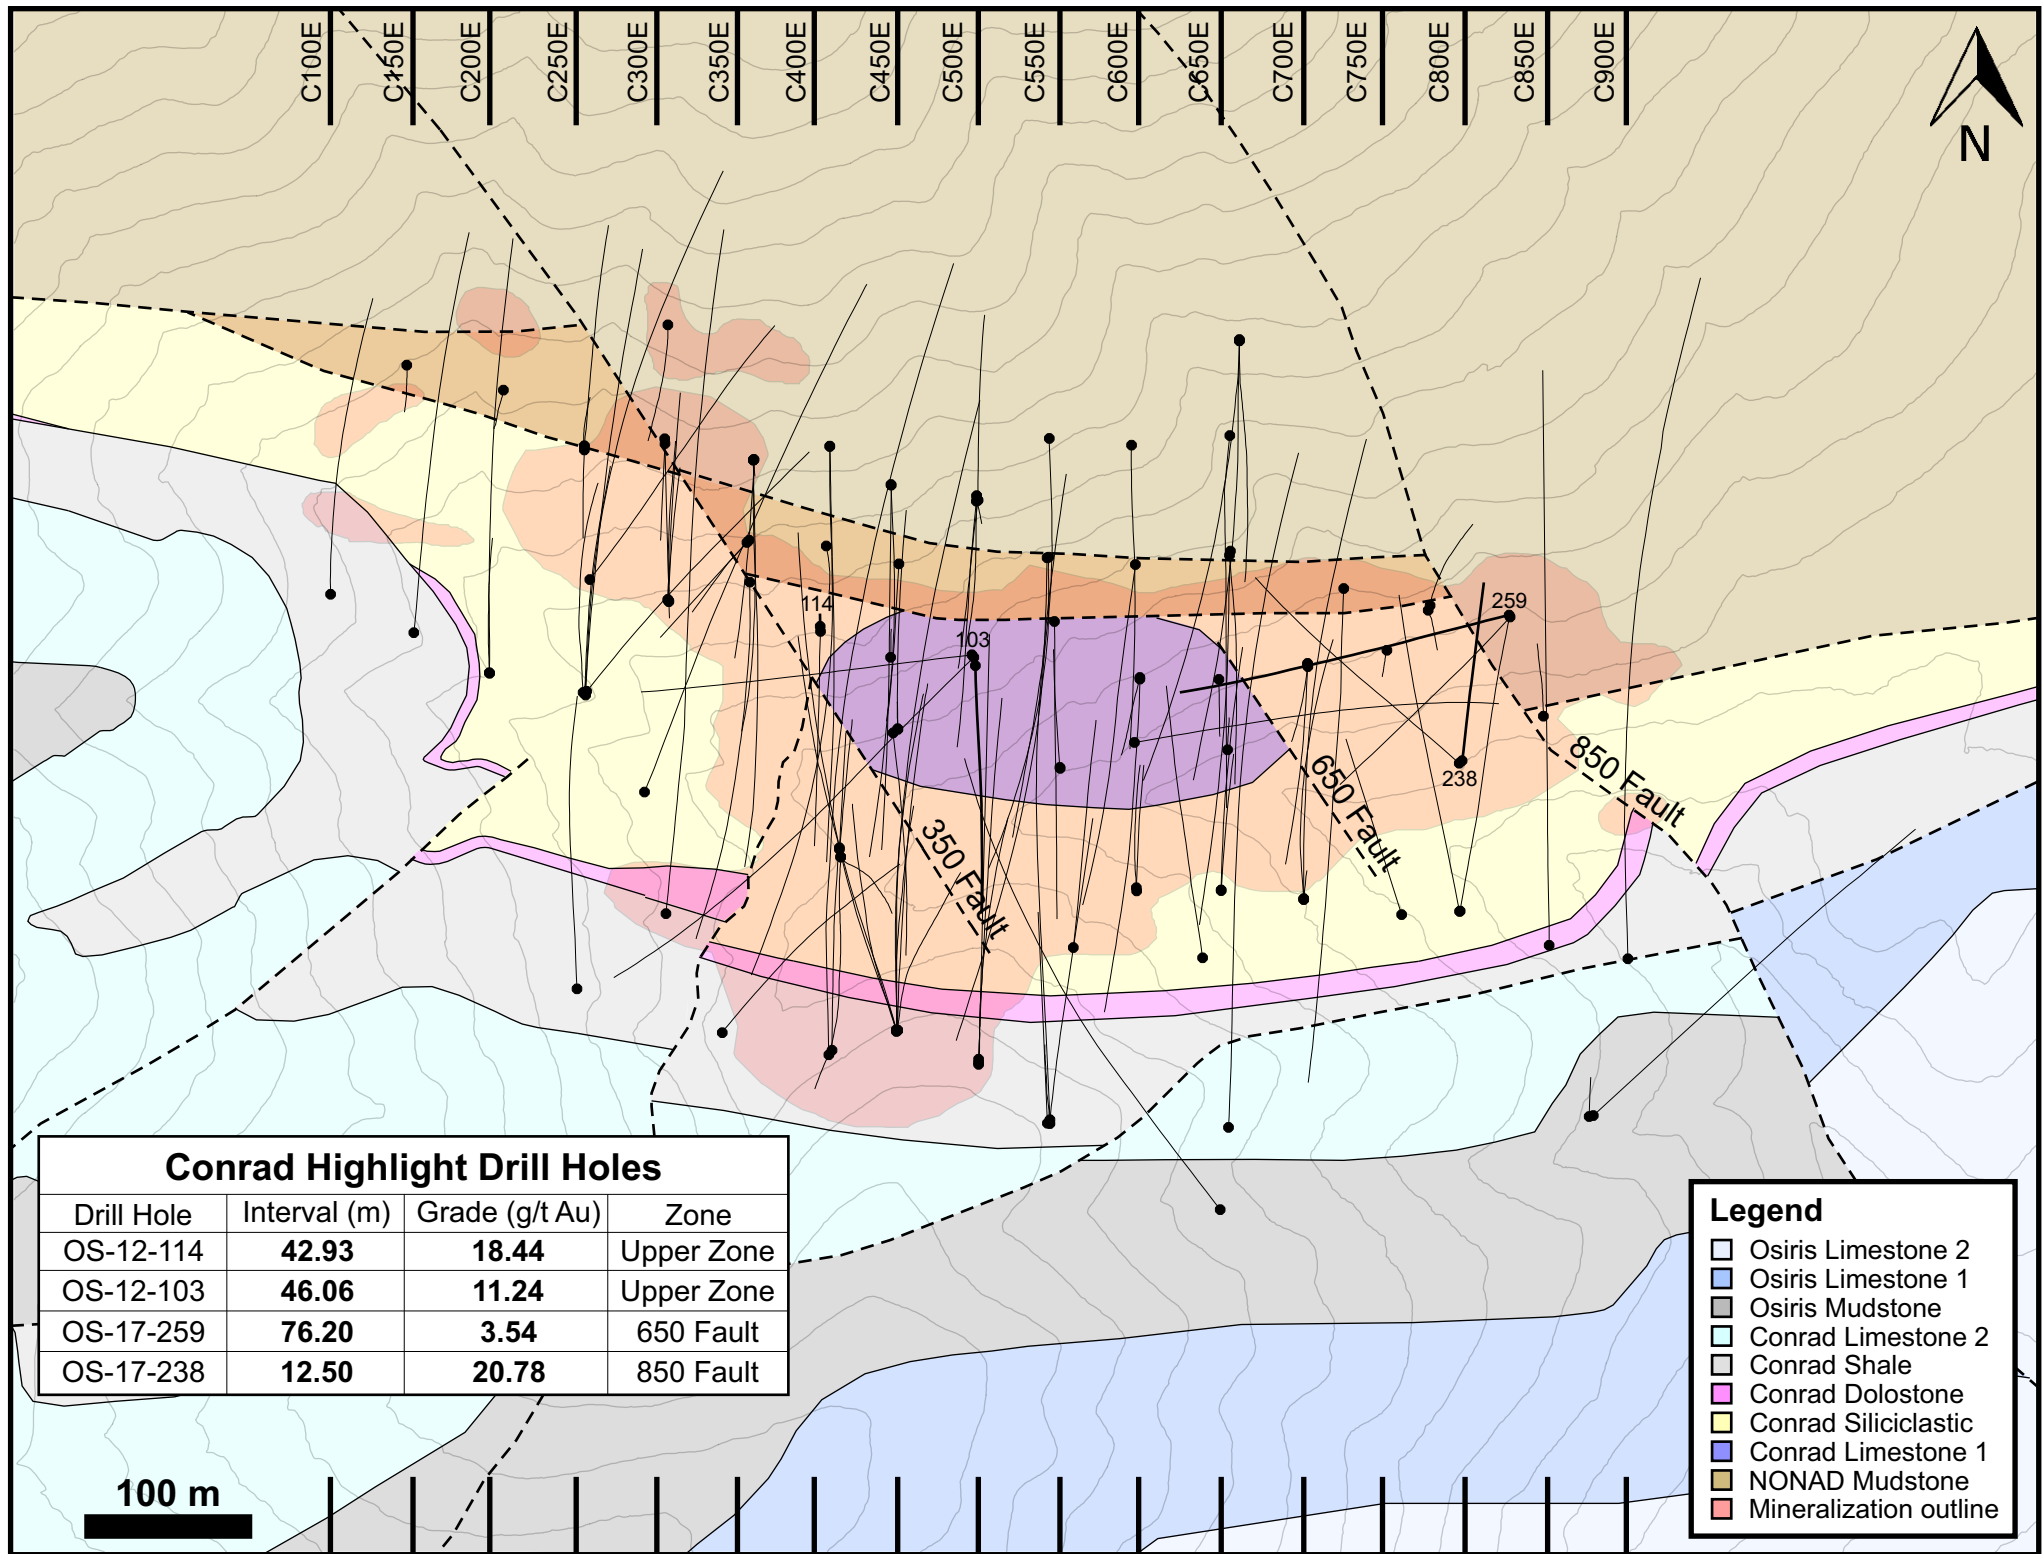 C100E
C150E
C200E
C250E
C300E
C350E
C400E
C450E
C500E
C550E
C600E
C650E
C700E
C750E
C800E
C850E
C900E
N
114
103
259
238
350 Fault
650 Fault
850 Fault
Conrad Highlight Drill Holes
Drill Hole Interval (m) Grade (g/t Au) Zone
OS-12-114 42.93 18.44 Upper Zone
OS-12-103 46.06 11.24 Upper Zone
OS-17-259 76.20 3.54 650 Fault
OS-17-238 12.50 20.78 850 Fault
100 m
Legend
Osiris Limestone 2
Osiris Limestone 1
Osiris Mudstone
Conrad Limestone 2
Conrad Shale
Conrad Dolostone
Conrad Siliciclastic
Conrad Limestone 1
NONAD Mudstone
Mineralization outline